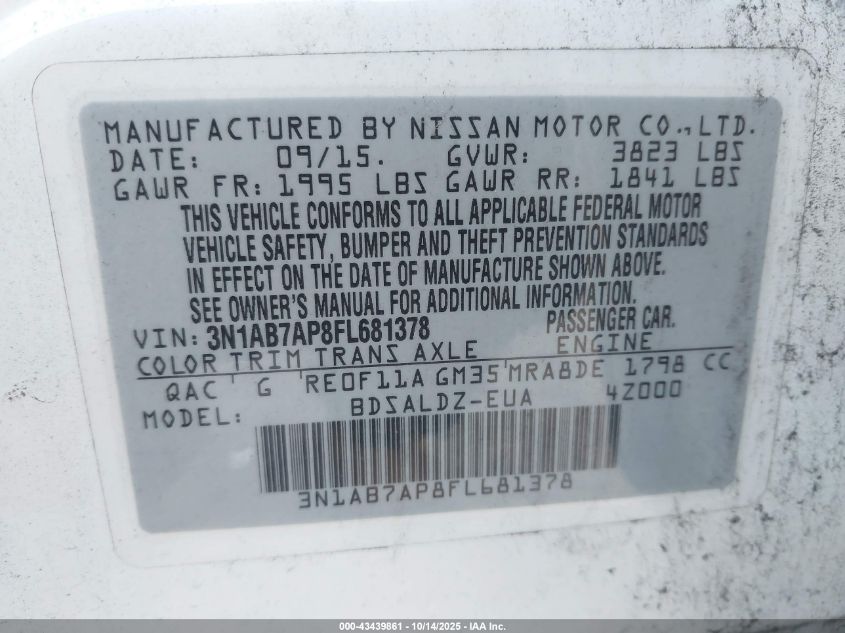 MANUFACTURED BY NISSAN MOTOR CO., LTD.
DATE: 09/15. GVWR: 3823 LBS
GAWR FR: 1995 LBS GAWR RR: 1841 LBS
THIS VEHICLE CONFORMS TO ALL APPLICABLE FEDERAL MOTOR
VEHICLE SAFETY, BUMPER AND THEFT PREVENTION STANDARDS
IN EFFECT ON THE DATE OF MANUFACTURE SHOWN ABOVE.
SEE OWNER'S MANUAL FOR ADDITIONAL INFORMATION.
VIN: 3N1AB7AP8FL681378 PASSENGER CAR.
COLOR TRIM TRANS AXLE ENGINE
QAC G RE0F11A GM35 MRA8DE 1798 CC
MODEL: BDSALDZ-EUA 4Z000
3N1AB7AP8FL681378
000-43439861 - 10/14/2025 - IAA Inc.